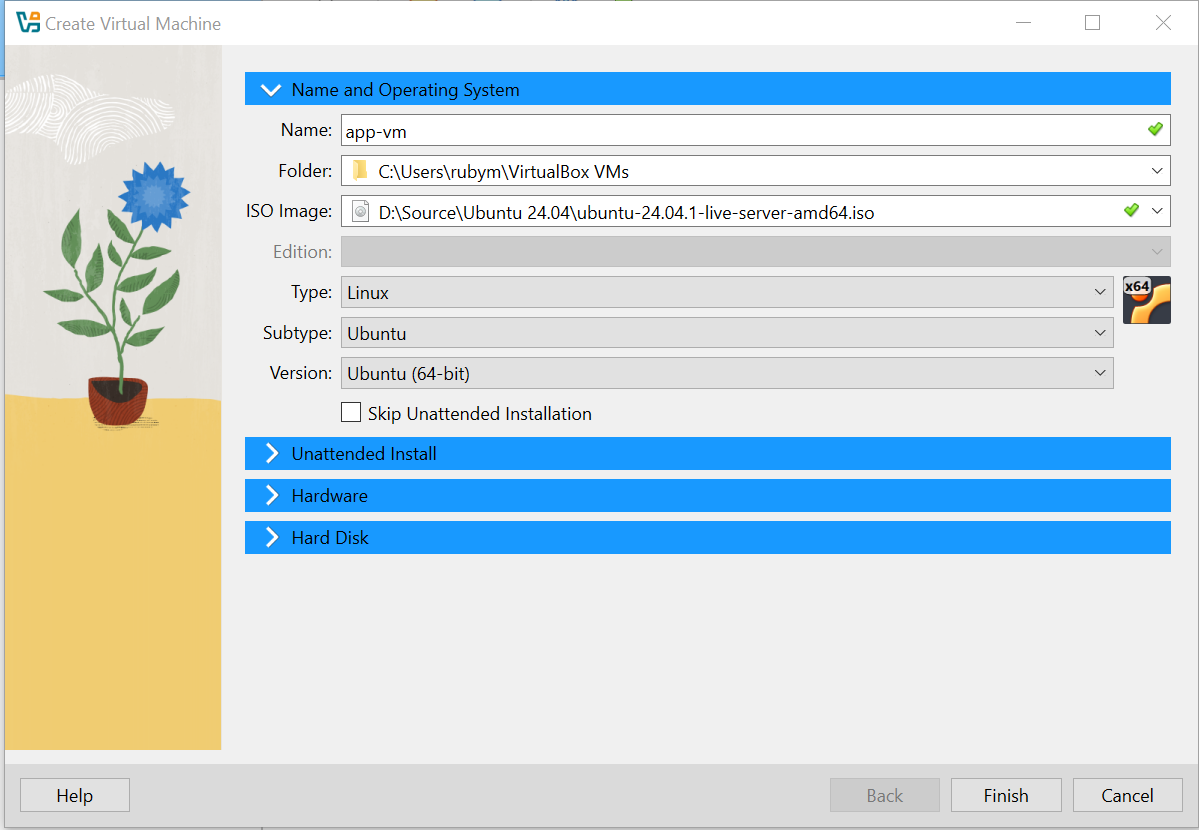 Create Virtual Machine
Name and Operating System
Name: app-vm
Folder: C:\Users\rubym\VirtualBox VMs
ISO Image: D:\Source\Ubuntu 24.04\ubuntu-24.04.1-live-server-amd64.iso
Edition:
Type: Linux x64
Subtype: Ubuntu
Version: Ubuntu (64-bit)
Skip Unattended Installation
Unattended Install
Hardware
Hard Disk
Help Back Finish Cancel